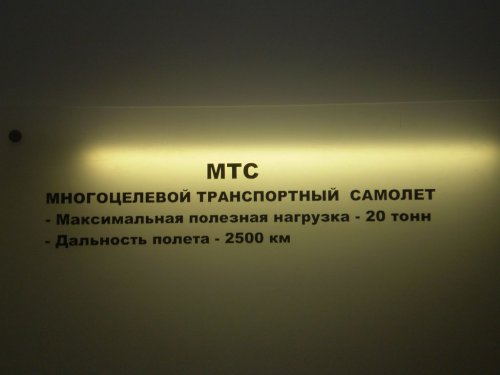 МТС
МНОГОЦЕЛЕВОЙ ТРАНСПОРТНЫЙ САМОЛЕТ
- Максимальная полезная нагрузка - 20 тонн
- Дальность полета - 2500 км